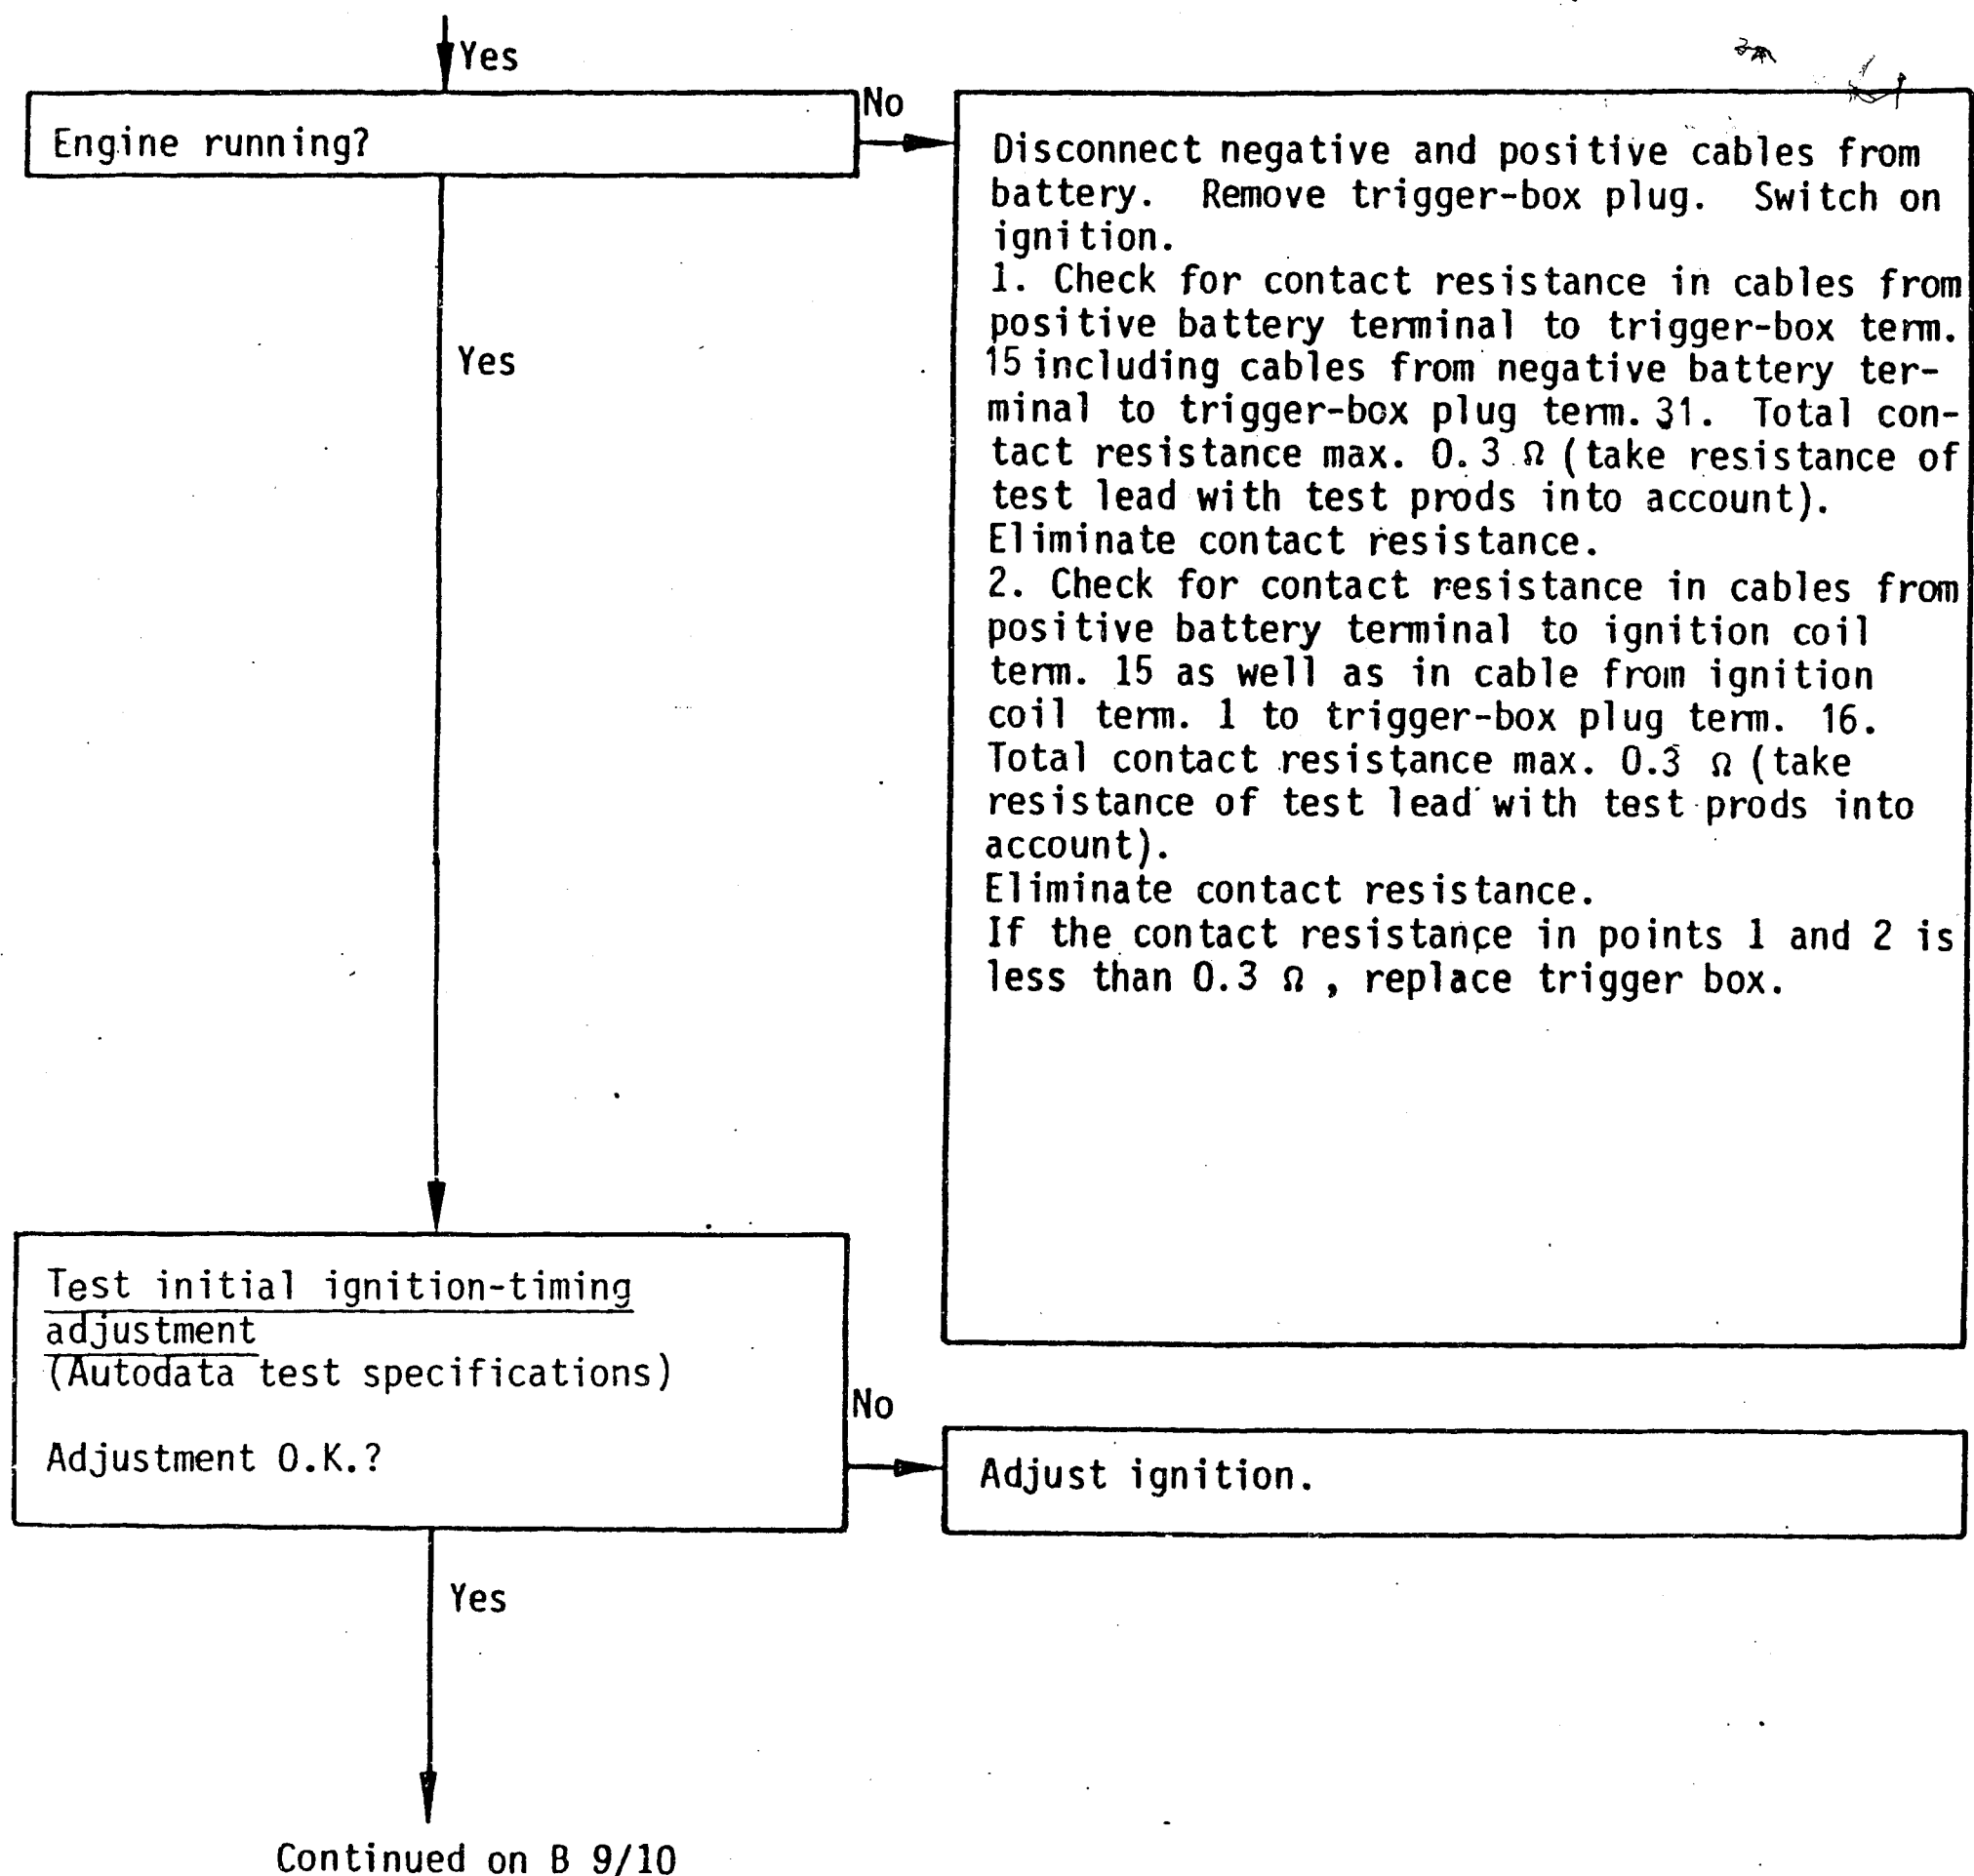 Yes
Engine running?
No
Disconnect negative and positive cables from
battery. Remove trigger-box plug. Switch on
ignition.
1. Check for contact resistance in cables from
positive battery terminal to trigger-box term.
15 including cables from negative battery ter-
minal to trigger-box plug term. 31. Total con-
tact resistance max. 0.3 Ω (take resistance of
test lead with test prods into account).
Eliminate contact resistance.
2. Check for contact resistance in cables from
positive battery terminal to ignition coil
term. 15 as well as in cable from ignition
coil term. 1 to trigger-box plug term. 16.
Total contact resistance max. 0.3 Ω (take
resistance of test lead with test prods into
account).
Eliminate contact resistance.
If the contact resistance in points 1 and 2 is
less than 0.3 Ω , replace trigger box.
Yes
Test initial ignition-timing
adjustment
(Autodata test specifications)
Adjustment O.K.?
No
Adjust ignition.
Yes
Continued on B 9/10